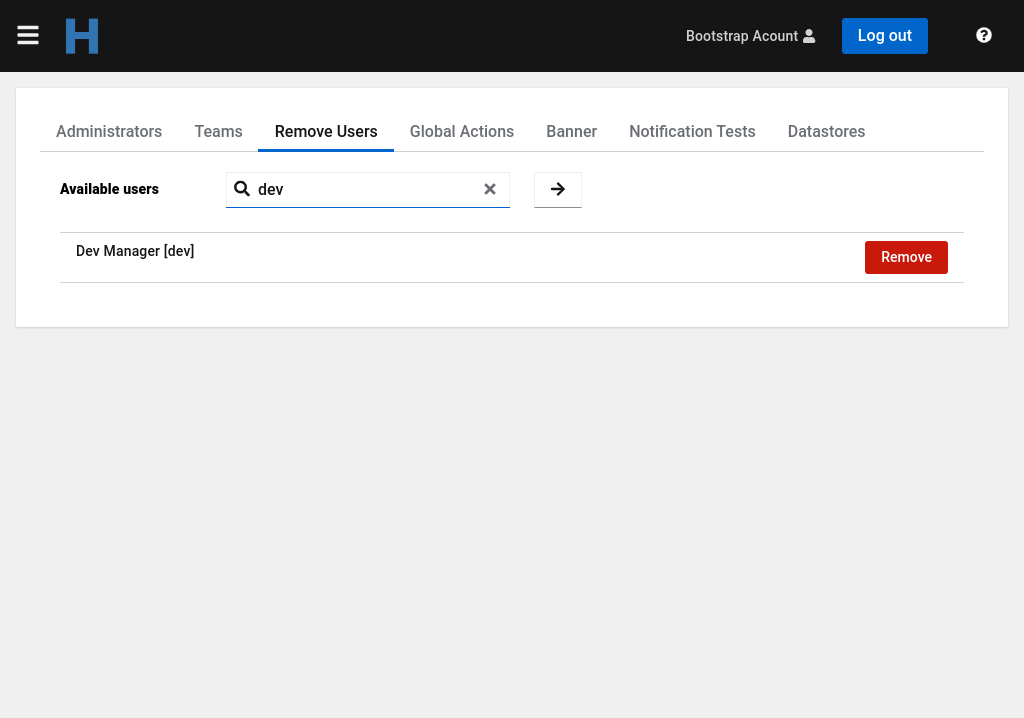 H
Bootstrap Acount
Log out
Administrators
Teams
Remove Users
Global Actions
Banner
Notification Tests
Datastores
Available users
dev
Dev Manager [dev]
Remove